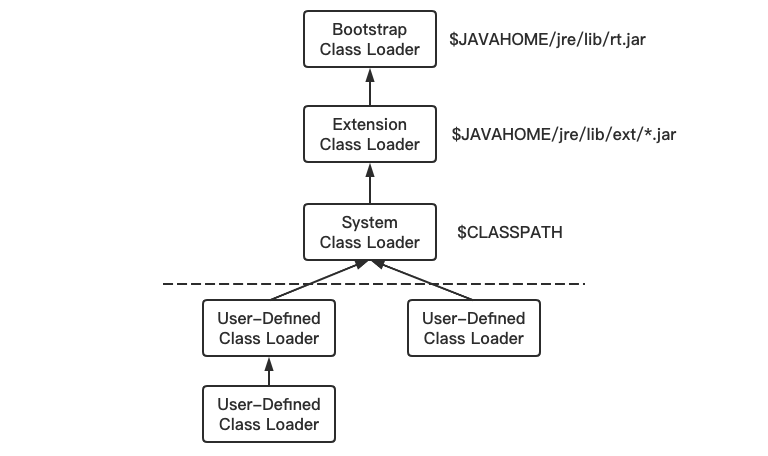 Bootstrap
Class Loader
$JAVAHOME/jre/lib/rt.jar
Extension
Class Loader
$JAVAHOME/jre/lib/ext/*.jar
System
Class Loader
$CLASSPATH
User-Defined
Class Loader
User-Defined
Class Loader
User-Defined
Class Loader